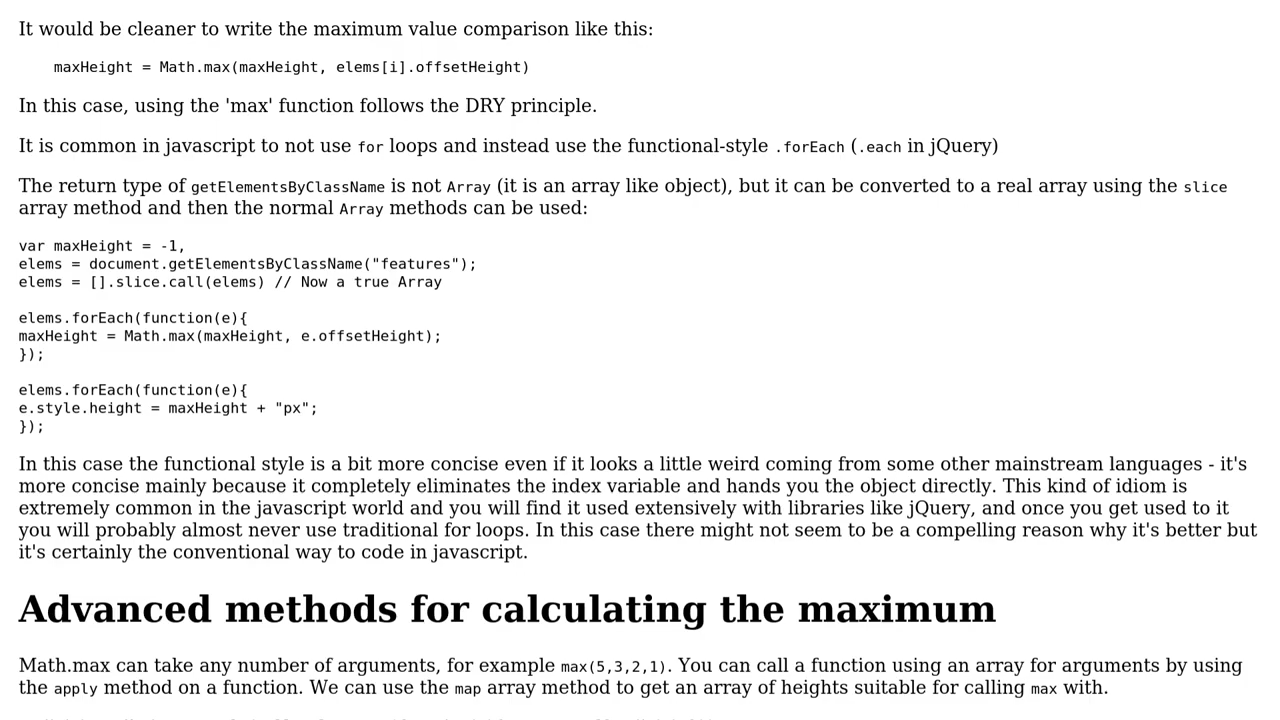 It would be cleaner to write the maximum value comparison like this:
maxHeight = Math.max(maxHeight, elems[i].offsetHeight)
In this case, using the 'max' function follows the DRY principle.
It is common in javascript to not use for loops and instead use the functional-style .forEach (.each in jQuery)
The return type of getElementsByClassName is not Array (it is an array like object), but it can be converted to a real array using the slice
array method and then the normal Array methods can be used:
var maxHeight = -1,
elems = document.getElementsByClassName("features");
elems = [].slice.call(elems) // Now a true Array
elems.forEach(function(e){
maxHeight = Math.max(maxHeight, e.offsetHeight);
});
elems.forEach(function(e){
e.style.height = maxHeight + "px";
});
In this case the functional style is a bit more concise even if it looks a little weird coming from some other mainstream languages - it's
more concise mainly because it completely eliminates the index variable and hands you the object directly. This kind of idiom is
extremely common in the javascript world and you will find it used extensively with libraries like jQuery, and once you get used to it
you will probably almost never use traditional for loops. In this case there might not seem to be a compelling reason why it's better but
it's certainly the conventional way to code in javascript.
Advanced methods for calculating the maximum
Math.max can take any number of arguments, for example max(5,3,2,1). You can call a function using an array for arguments by using
the apply method on a function. We can use the map array method to get an array of heights suitable for calling max with.